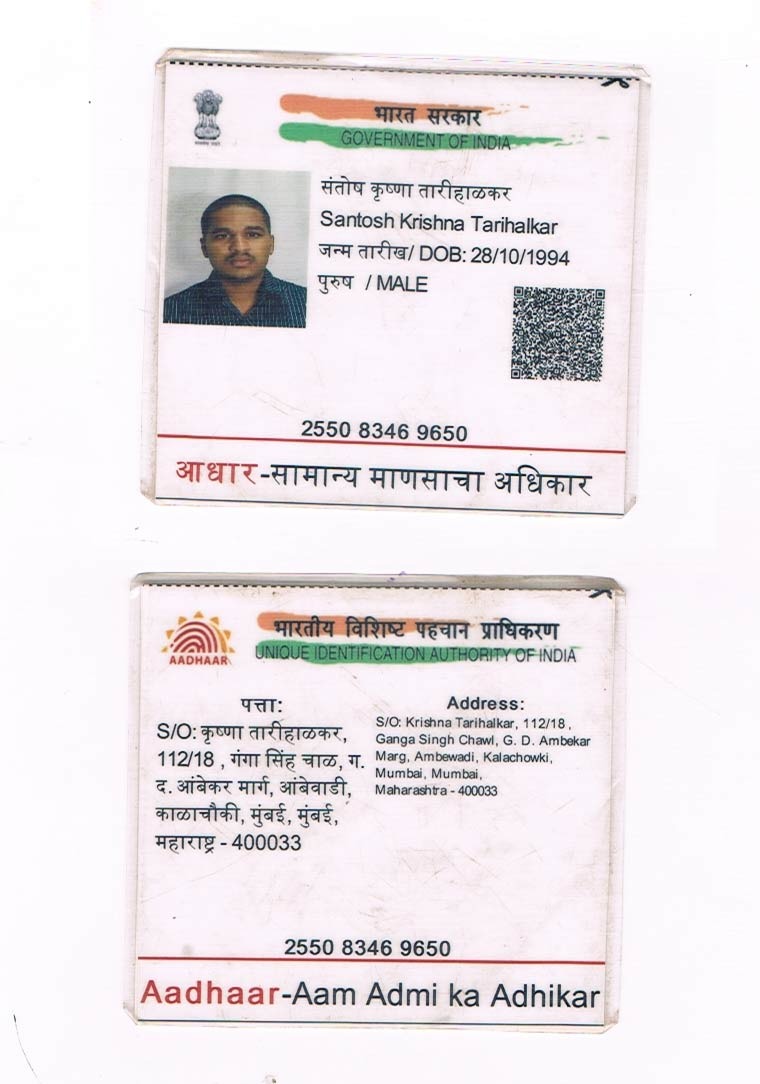 भारत सरकार
GOVERNMENT OF INDIA
संतोष कृष्णा तारीहाळकर
Santosh Krishna Tarihalkar
जन्म तारीख/ DOB: 28/10/1994
पुरुष / MALE
2550 8346 9650
आधार-सामान्य माणसाचा अधिकार
भारतीय विशिष्ट पहचान प्राधिकरण
AADHAAR
UNIQUE IDENTIFICATION AUTHORITY OF INDIA
पत्ता:
S/O: कृष्णा तारीहाळकर,
112/18 , गंगा सिंह चाळ, ग.
द. आंबेकर मार्ग, आंबेवाडी,
काळाचौकी, मुंबई, मुंबई,
महाराष्ट्र - 400033
Address:
S/O: Krishna Tarihalkar, 112/18 ,
Ganga Singh Chawl, G. D. Ambekar
Marg, Ambewadi, Kalachowki,
Mumbai, Mumbai,
Maharashtra - 400033
2550 8346 9650
Aadhaar-Aam Admi ka Adhikar